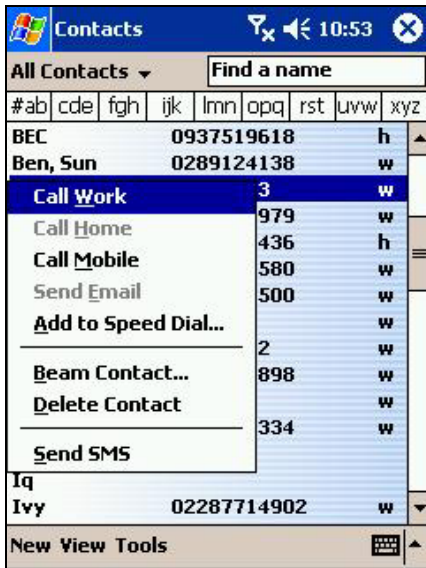 Contacts 10:53
All Contacts Find a name
#ab cde fgh ijk lmn opq rst uvw xyz
BEC 0937519618 h
Ben, Sun 0289124138 w
Call Work 3 w
979 w
Call Home
436 h
Call Mobile
580 w
Send Email
500 w
Add to Speed Dial... w
2 w
Beam Contact... 898 w
Delete Contact w
334 w
Send SMS
Iq
Ivy 02287714902 w
New View Tools